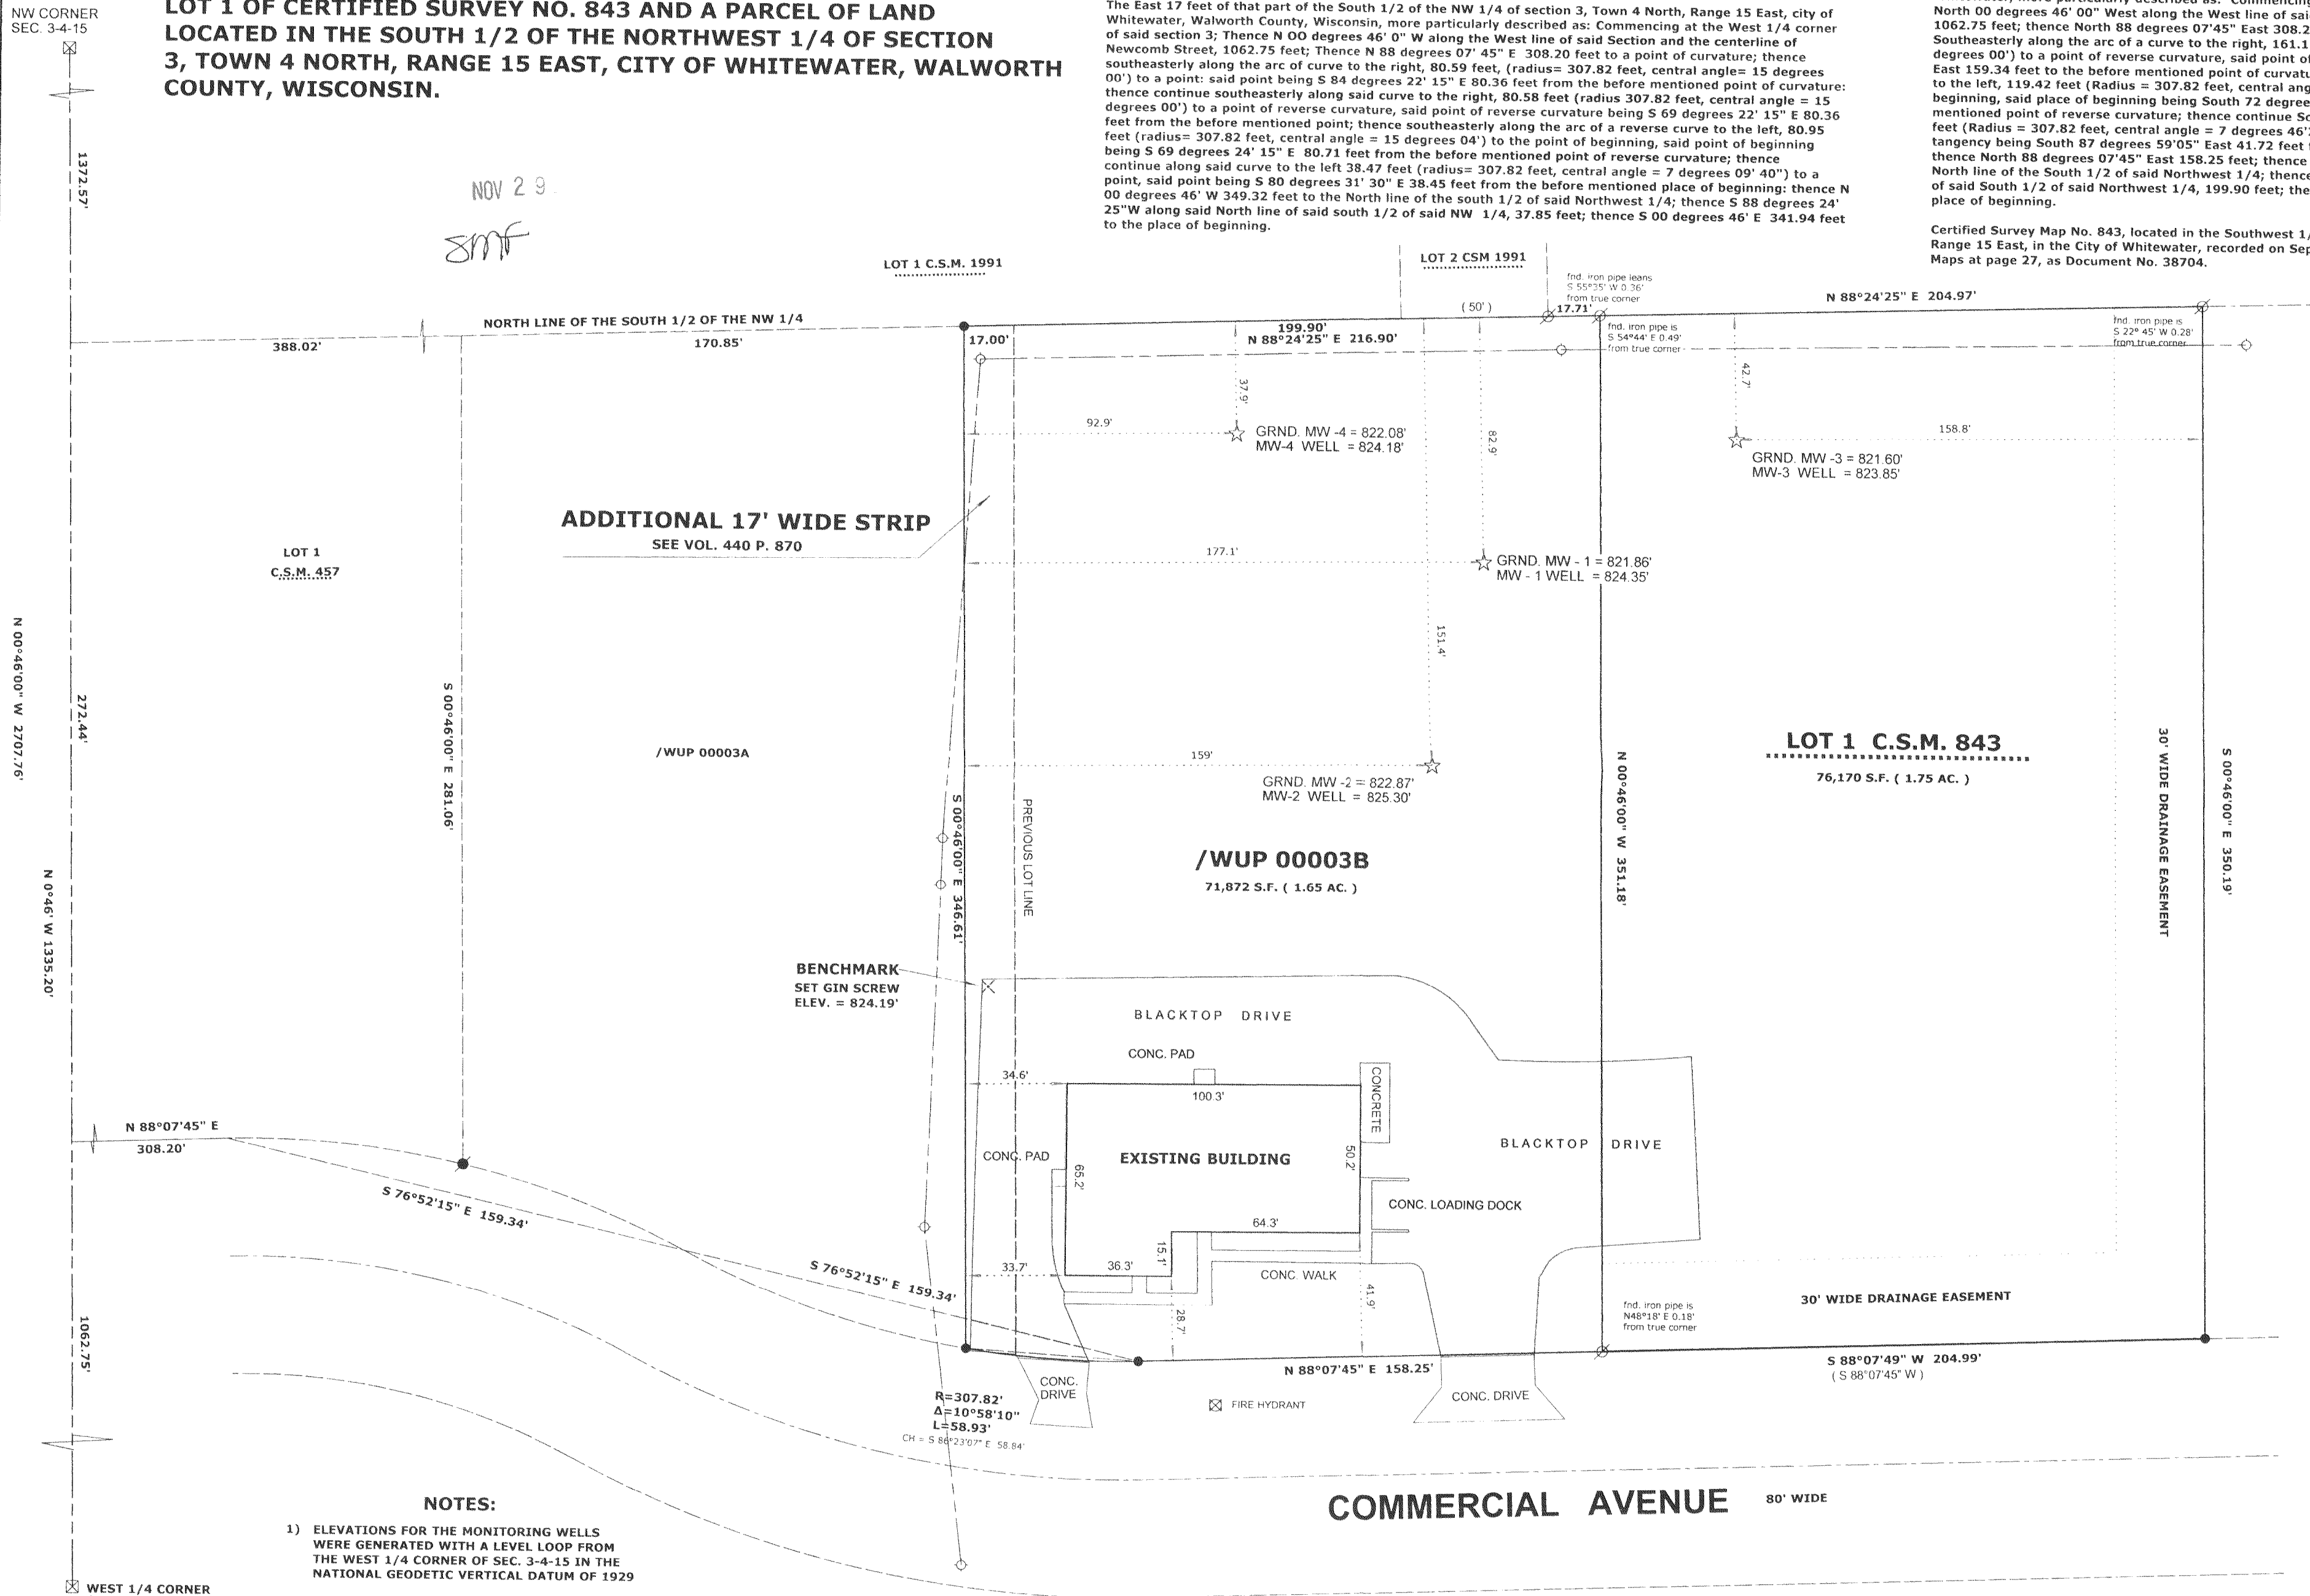 NW CORNER
SEC. 3-4-15
LOT 1 OF CERTIFIED SURVEY NO. 843 AND A PARCEL OF LAND
LOCATED IN THE SOUTH 1/2 OF THE NORTHWEST 1/4 OF SECTION
3, TOWN 4 NORTH, RANGE 15 EAST, CITY OF WHITEWATER, WALWORTH
COUNTY, WISCONSIN.
The East 17 feet of that part of the South 1/2 of the NW 1/4 of section 3, Town 4 North, Range 15 East, city of
Whitewater, Walworth County, Wisconsin, more particularly described as: Commencing at the West 1/4 corner
of said section 3; Thence N OO degrees 46' 0" W along the West line of said Section and the centerline of
Newcomb Street, 1062.75 feet; Thence N 88 degrees 07' 45" E 308.20 feet to a point of curvature; thence
southeasterly along the arc of curve to the right, 80.59 feet, (radius= 307.82 feet, central angle= 15 degrees
00') to a point: said point being S 84 degrees 22' 15" E 80.36 feet from the before mentioned point of curvature:
thence continue southeasterly along said curve to the right, 80.58 feet (radius 307.82 feet, central angle = 15
degrees 00') to a point of reverse curvature, said point of reverse curvature being S 69 degrees 22' 15" E 80.36
feet from the before mentioned point; thence southeasterly along the arc of a reverse curve to the left, 80.95
feet (radius= 307.82 feet, central angle = 15 degrees 04') to the point of beginning, said point of beginning
being S 69 degrees 24' 15" E 80.71 feet from the before mentioned point of reverse curvature; thence
continue along said curve to the left 38.47 feet (radius= 307.82 feet, central angle = 7 degrees 09' 40") to a
point, said point being S 80 degrees 31' 30" E 38.45 feet from the before mentioned place of beginning: thence N
00 degrees 46' W 349.32 feet to the North line of the south 1/2 of said Northwest 1/4; thence S 88 degrees 24'
25"W along said North line of said south 1/2 of said NW 1/4, 37.85 feet; thence S 00 degrees 46' E 341.94 feet
to the place of beginning.
North 00 degrees 46' 00" West along the West line of sai
1062.75 feet; thence North 88 degrees 07'45" East 308.2
Southeasterly along the arc of a curve to the right, 161.1
degrees 00') to a point of reverse curvature, said point of
East 159.34 feet to the before mentioned point of curvatu
to the left, 119.42 feet (Radius = 307.82 feet, central ang
beginning, said place of beginning being South 72 degree
mentioned point of reverse curvature; thence continue So
feet (Radius = 307.82 feet, central angle = 7 degrees 46'
tangency being South 87 degrees 59'05" East 41.72 feet
thence North 88 degrees 07'45" East 158.25 feet; thence
North line of the South 1/2 of said Northwest 1/4; thence
of said South 1/2 of said Northwest 1/4, 199.90 feet; the
place of beginning.
Certified Survey Map No. 843, located in the Southwest 1/
Range 15 East, in the City of Whitewater, recorded on Sep
Maps at page 27, as Document No. 38704.
NOV 29
SMF
1372.57'
LOT 1 C.S.M. 1991
LOT 2 CSM 1991
fnd. iron pipe leans
S 55°35' W 0.36'
from true corner
( 50' )
17.71'
N 88°24'25" E 204.97'
NORTH LINE OF THE SOUTH 1/2 OF THE NW 1/4
388.02'
170.85'
17.00'
199.90'
N 88°24'25" E 216.90'
fnd. iron pipe is
S 54°44' E 0.49'
from true corner
fnd. iron pipe is
S 22° 45' W 0.28'
from true corner
37.9'
92.9'
GRND. MW -4 = 822.08'
MW-4 WELL = 824.18'
82.9'
42.7'
158.8'
GRND. MW -3 = 821.60'
MW-3 WELL = 823.85'
ADDITIONAL 17' WIDE STRIP
SEE VOL. 440 P. 870
LOT 1
C.S.M. 457
177.1'
GRND. MW - 1 = 821.86'
MW - 1 WELL = 824.35'
151.4'
N 00°46'00" W 2707.76'
272.44'
S 00°46'00" E 281.06'
/WUP 00003A
159'
GRND. MW -2 = 822.87'
MW-2 WELL = 825.30'
S 00°46'00" E 346.61'
PREVIOUS LOT LINE
/WUP 00003B
71,872 S.F. ( 1.65 AC. )
N 00°46'00" W 351.18'
LOT 1 C.S.M. 843
76,170 S.F. ( 1.75 AC. )
30' WIDE DRAINAGE EASEMENT
S 00°46'00" E 350.19'
N 0°46' W 1335.20'
BENCHMARK
SET GIN SCREW
ELEV. = 824.19'
BLACKTOP DRIVE
CONC. PAD
34.6'
100.3'
CONCRETE
N 88°07'45" E
308.20'
CONC. PAD
65.2'
EXISTING BUILDING
50.2'
BLACKTOP DRIVE
S 76°52'15" E 159.34'
CONC. LOADING DOCK
64.3'
15.1'
S 76°52'15" E 159.34'
33.7'
36.3'
CONC. WALK
28.7'
41.9'
fnd. iron pipe is
N48°18' E 0.18'
from true corner
30' WIDE DRAINAGE EASEMENT
1062.75'
N 88°07'45" E 158.25'
S 88°07'49" W 204.99'
( S 88°07'45" W )
CONC.
DRIVE
R=307.82'
Δ=10°58'10"
L=58.93'
CH = S 86°23'07" E 58.84'
FIRE HYDRANT
CONC. DRIVE
COMMERCIAL AVENUE 80' WIDE
NOTES:
1) ELEVATIONS FOR THE MONITORING WELLS
WERE GENERATED WITH A LEVEL LOOP FROM
THE WEST 1/4 CORNER OF SEC. 3-4-15 IN THE
NATIONAL GEODETIC VERTICAL DATUM OF 1929
WEST 1/4 CORNER